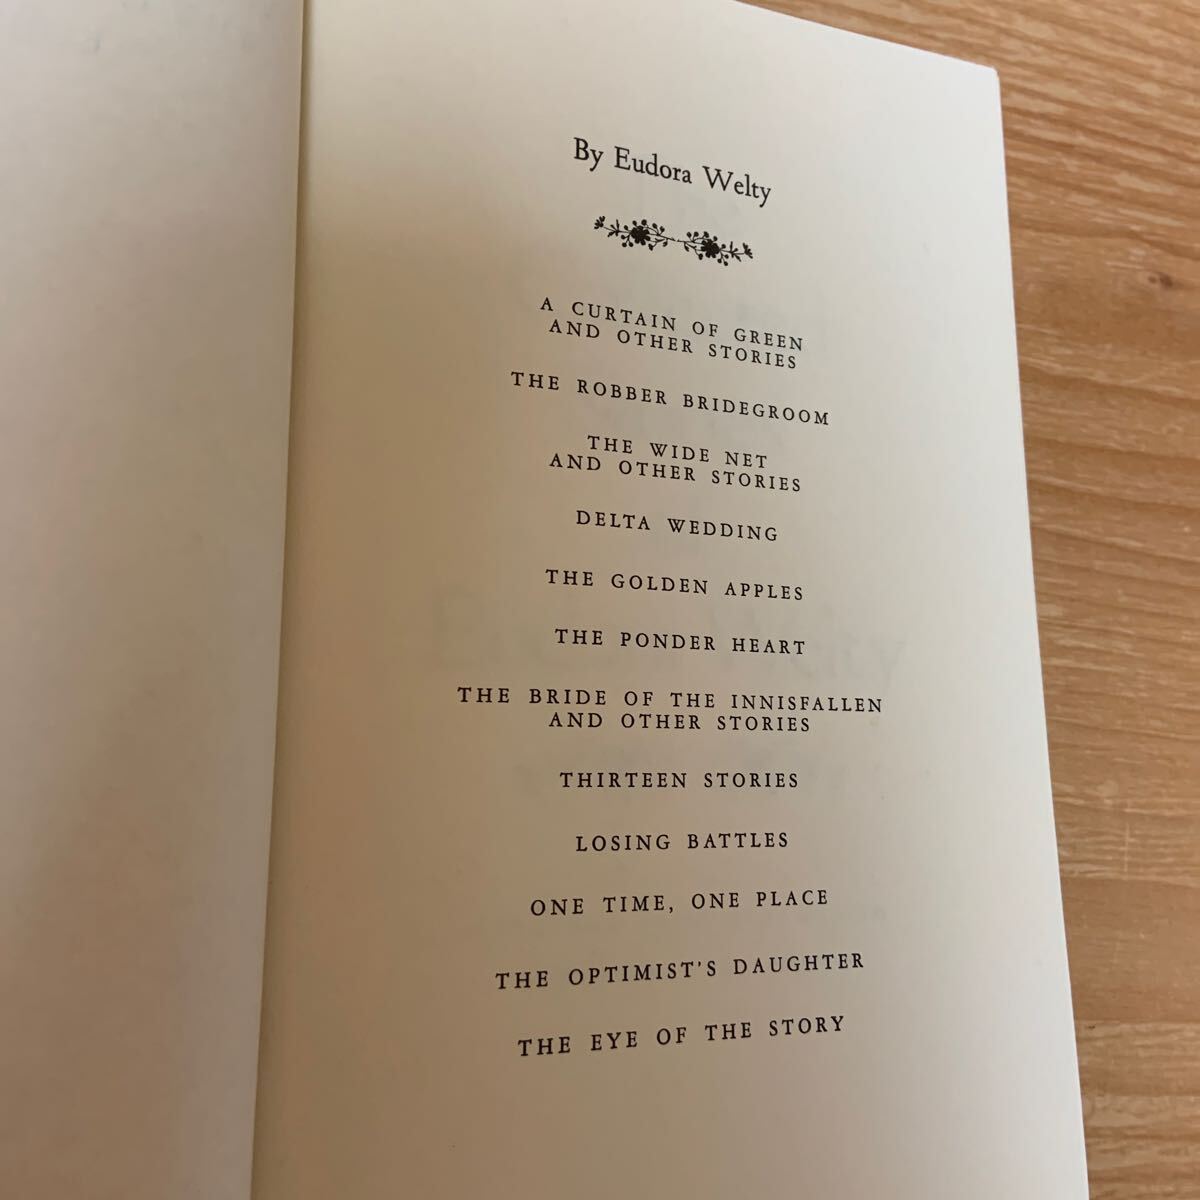 By Eudora Welty
A CURTAIN OF GREEN
AND OTHER STORIES
THE ROBBER BRIDEGROOM
THE WIDE NET
AND OTHER STORIES
DELTA WEDDING
THE GOLDEN APPLES
THE PONDER HEART
THE BRIDE OF THE INNISFALLEN
AND OTHER STORIES
THIRTEEN STORIES
LOSING BATTLES
ONE TIME, ONE PLACE
THE OPTIMIST'S DAUGHTER
THE EYE OF THE STORY